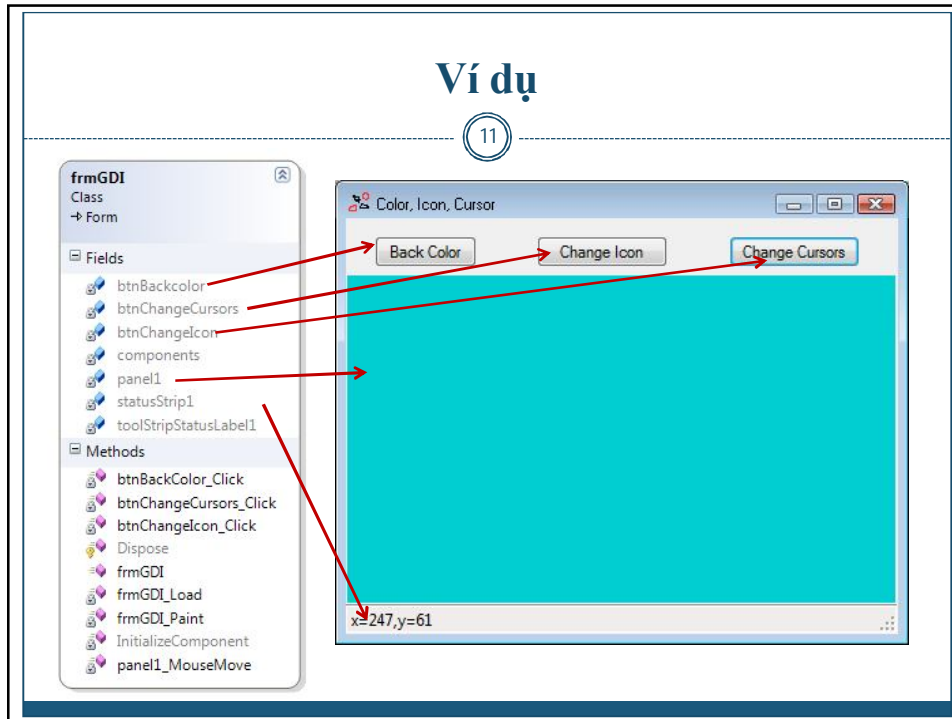 Ví dụ
11
frmGDI
Class
Form
Fields
btnBackcolor
btnChangeCursors
btnChangeIcon
components
panel1
statusStrip1
toolStripStatusLabel1
Methods
btnBackColor_Click
btnChangeCursors_Click
btnChangeIcon_Click
Dispose
frmGDI
frmGDI_Load
frmGDI_Paint
InitializeComponent
panel1_MouseMove
Color, Icon, Cursor
Back Color Change Icon Change Cursors
x=247,y=61